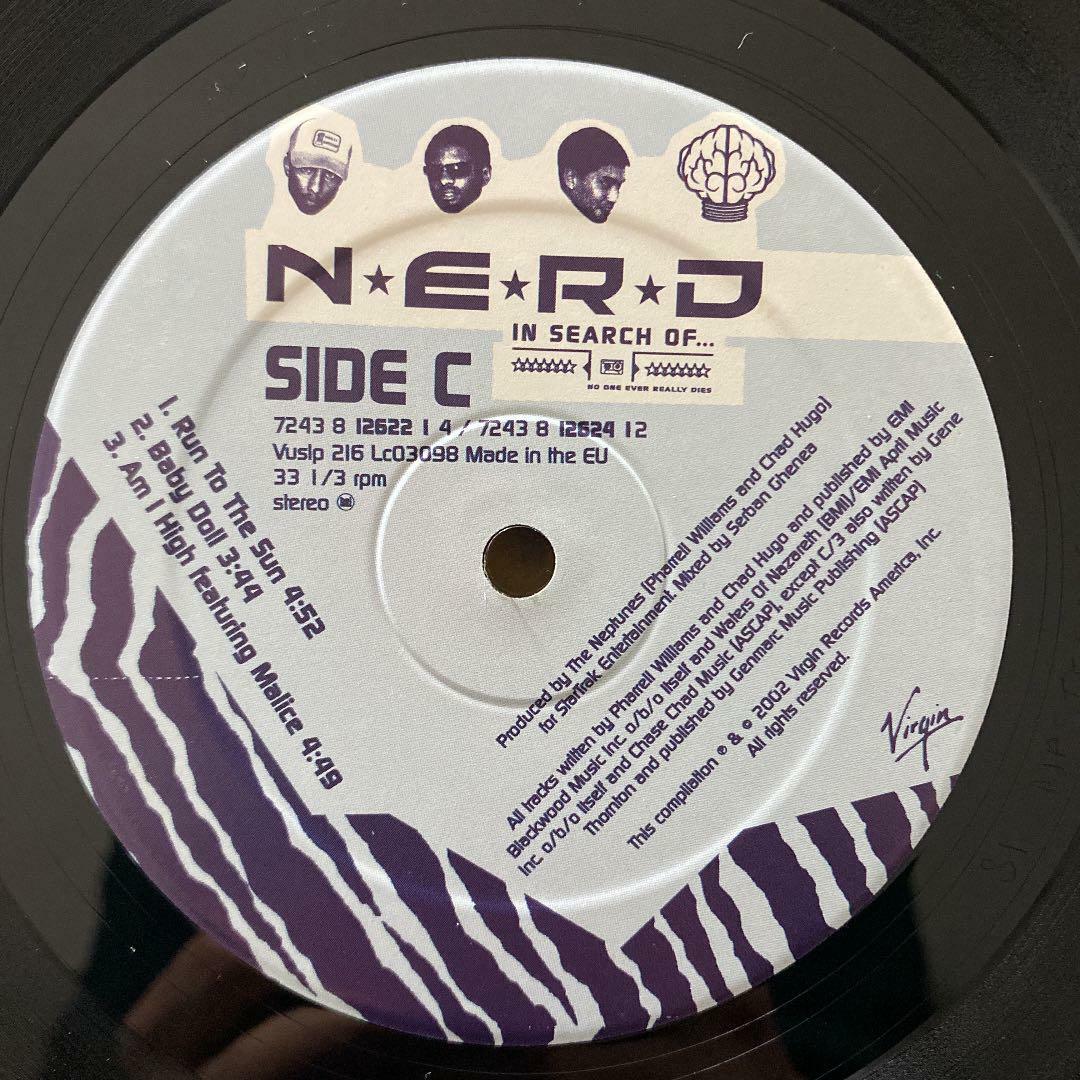 N★E★R★D
IN SEARCH OF...
NO ONE EVER REALLY DIES
SIDE C
7243 8 12622 1 4 / 7243 8 12624 12
Vuslp 216 Lc03098 Made in the EU
33 1/3 rpm
stereo
1. Run To The Sun 4:52
2. Baby Doll 3:44
3. Am I High featuring Malice 4:49
Produced by The Neptunes (Pharrell Williams and Chad Hugo)
for StarTrak Entertainment Mixed by Serban Ghenea
All tracks written by Pharrell Williams and Chad Hugo and published by EMI
Blackwood Music Inc. o/b/o Itself and Waters Of Nazareth (BMI)/EMI April Music
Inc. o/b/o Itself and Chase Chad Music (ASCAP), except C/3 also written by Gene
Thornton and published by Genmarc Music Publishing (ASCAP)
This compilation ℗ & © 2002 Virgin Records America, Inc
All rights reserved.
Virgin